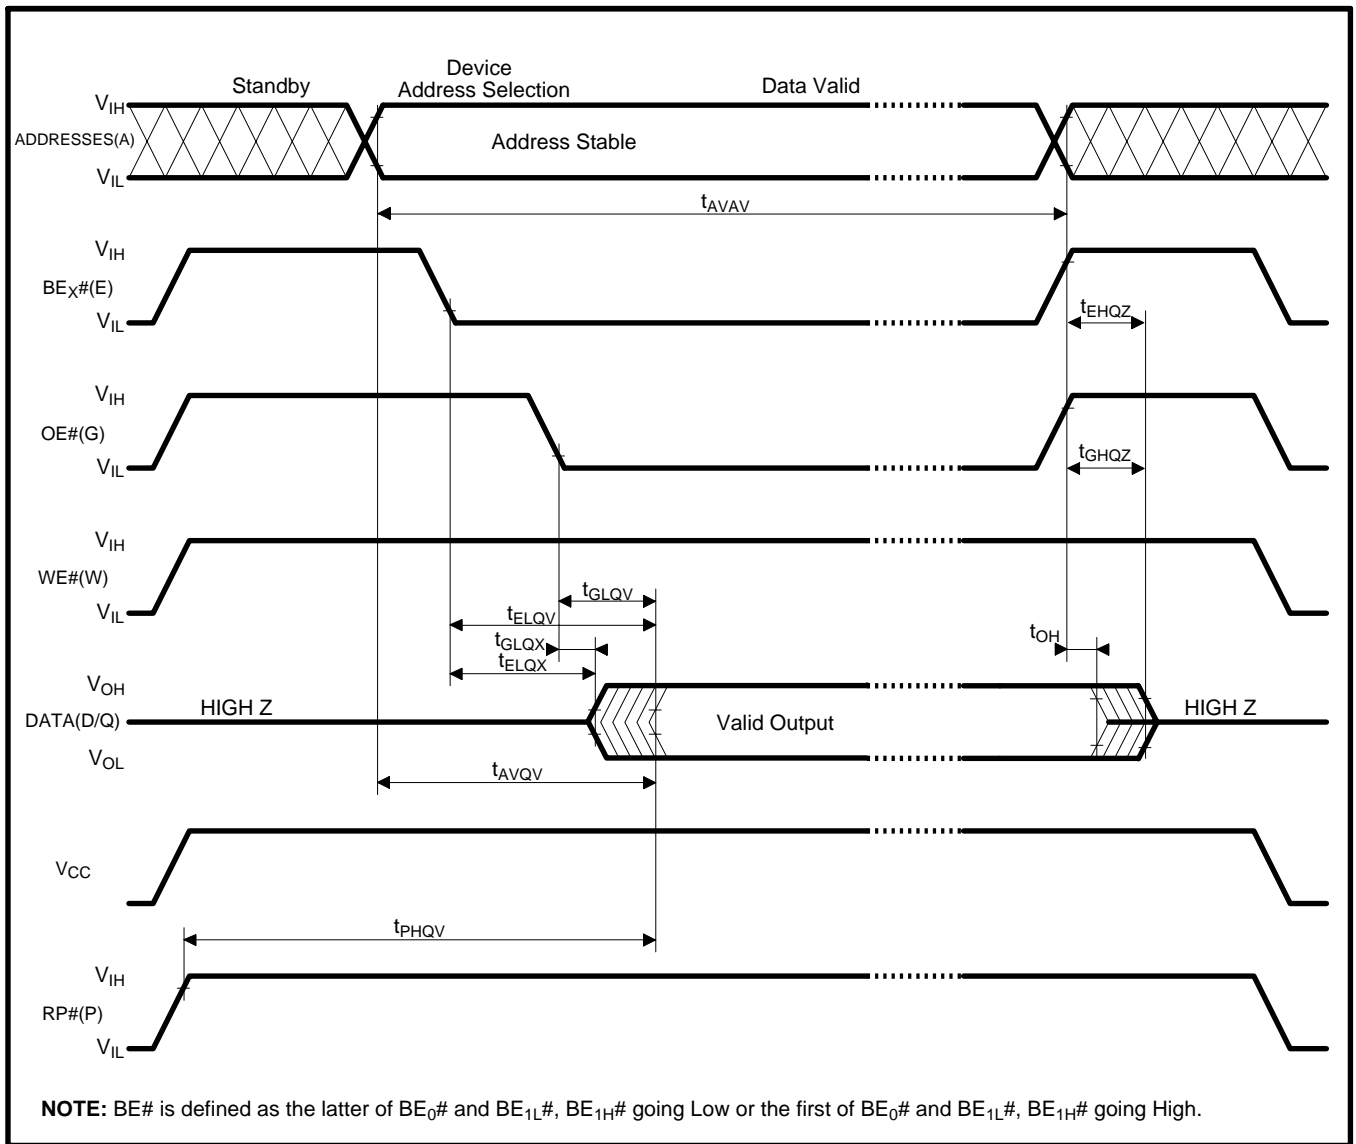 Standby
Device
Address Selection
Data Valid
VIH
ADDRESSES(A)
Address Stable
VIL
tAVAV
VIH
BEX#(E)
VIL
tEHQZ
VIH
OE#(G)
VIL
tGHQZ
VIH
WE#(W)
VIL
tGLQV
tELQV
tGLQX
tELQX
tOH
VOH
DATA(D/Q)
HIGH Z
Valid Output
HIGH Z
VOL
tAVQV
VCC
tPHQV
VIH
RP#(P)
VIL
NOTE: BE# is defined as the latter of BE0# and BE1L#, BE1H# going Low or the first of BE0# and BE1L#, BE1H# going High.